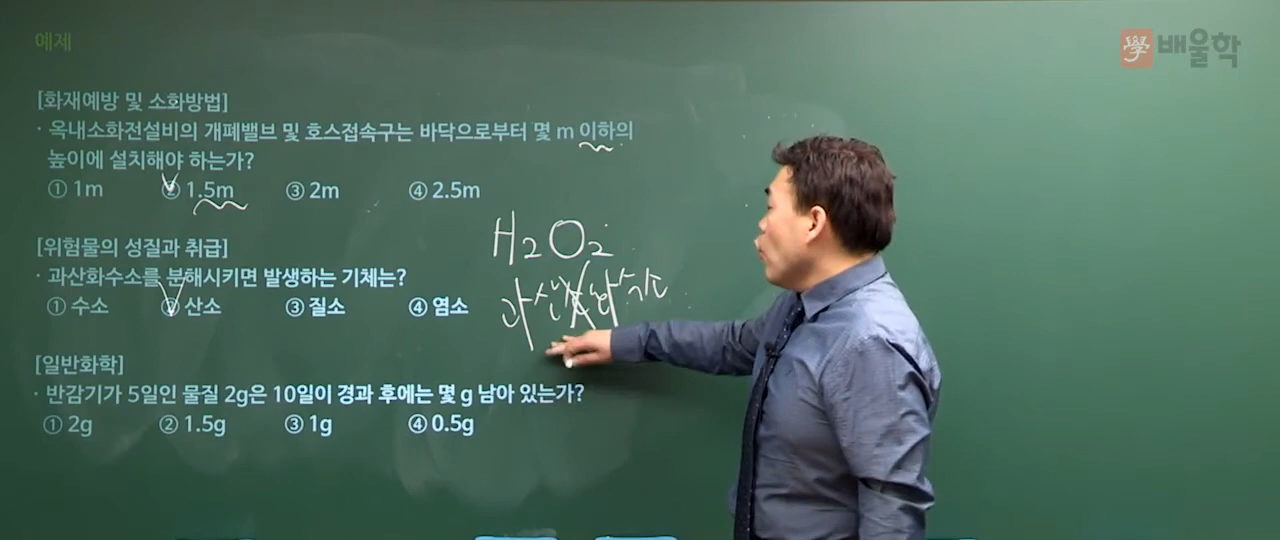 예제
學 배울학
[화재예방 및 소화방법]
· 옥내소화전설비의 개폐밸브 및 호스접속구는 바닥으로부터 몇 m 이하의
높이에 설치해야 하는가?
① 1m ② 1.5m ③ 2m ④ 2.5m
[위험물의 성질과 취급]
· 과산화수소를 분해시키면 발생하는 기체는?
① 수소 ② 산소 ③ 질소 ④ 염소
H₂O₂
[일반화학]
· 반감기가 5일인 물질 2g은 10일이 경과 후에는 몇 g 남아 있는가?
① 2g ② 1.5g ③ 1g ④ 0.5g